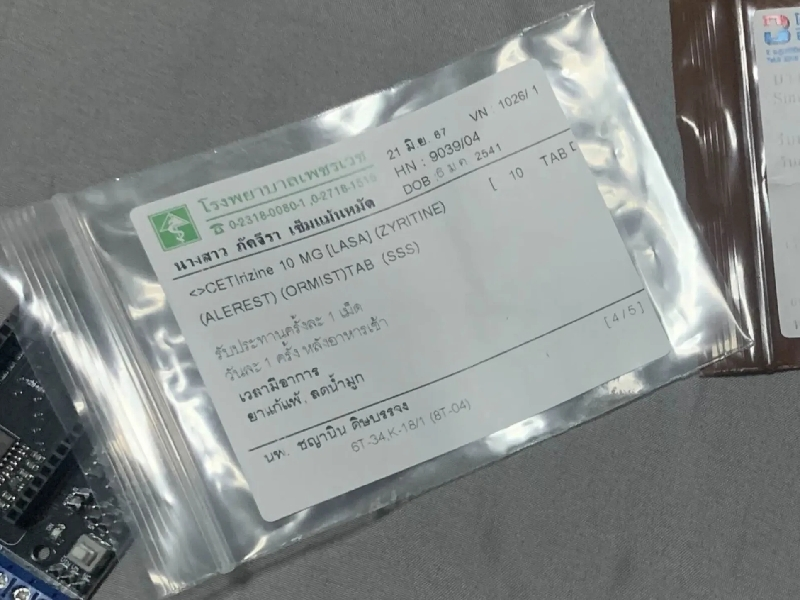 โรงพยาบาลเพชรเวช
☎ 0-2318-0080-1 ,0-2718-1515
21 มิ.ย. 67 VN : 1026/ 1
HN : 9039/04
DOB 6 ม.ค. 2541
นางสาว ภัคจีรา เซ็มแม้นหมัด
<>CETIrizine 10 MG [LASA] (ZYRITINE) [ 10 TAB
(ALEREST) (ORMIST)TAB (SSS)
รับประทานครั้งละ 1 เม็ด
วันละ 1 ครั้ง หลังอาหารเช้า
เวลามีอาการ
ยาแก้แพ้, ลดน้ำมูก
[4/5]
นพ. ชญานิน ดิษบรรจง
6T-34,K-18/1 (8T-04)